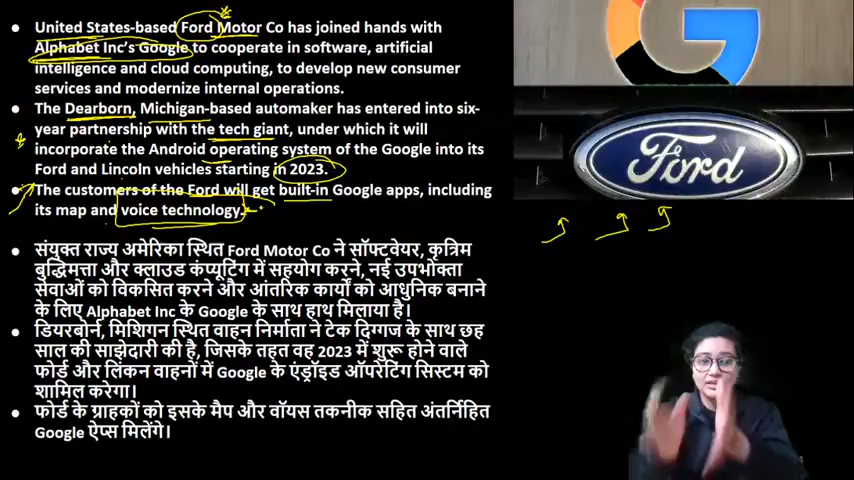 ● United States-based Ford Motor Co has joined hands with
Alphabet Inc's Google to cooperate in software, artificial
intelligence and cloud computing, to develop new consumer
services and modernize internal operations.
● The Dearborn, Michigan-based automaker has entered into six-
year partnership with the tech giant, under which it will
incorporate the Android operating system of the Google into its
Ford and Lincoln vehicles starting in 2023.
● The customers of the Ford will get built-in Google apps, including
its map and voice technology.
● संयुक्त राज्य अमेरिका स्थित Ford Motor Co ने सॉफ्टवेयर, कृत्रिम
बुद्धिमत्ता और क्लाउड कंप्यूटिंग में सहयोग करने, नई उपभोक्ता
सेवाओं को विकसित करने और आंतरिक कार्यों को आधुनिक बनाने
के लिए Alphabet Inc के Google के साथ हाथ मिलाया है।
● डियरबोर्न, मिशिगन स्थित वाहन निर्माता ने टेक दिग्गज के साथ छह
साल की साझेदारी की है, जिसके तहत वह 2023 में शुरू होने वाले
फोर्ड और लिंकन वाहनों में Google के एंड्रॉइड ऑपरेटिंग सिस्टम को
शामिल करेगा।
● फोर्ड के ग्राहकों को इसके मैप और वॉयस तकनीक सहित अंतर्निहित
Google ऐप्स मिलेंगे।
G
Ford